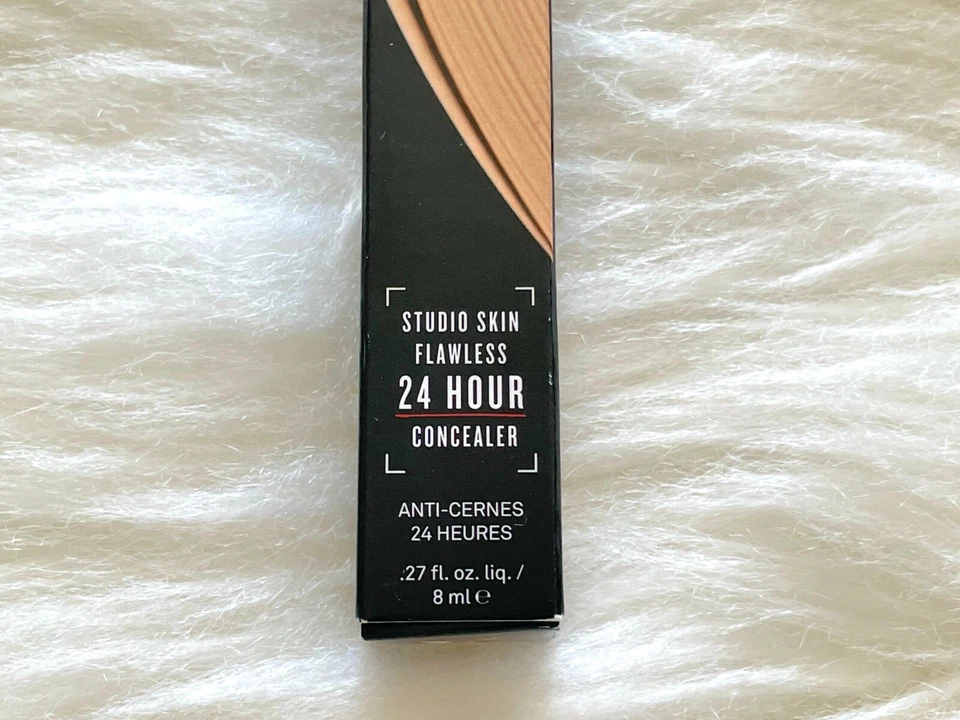 STUDIO SKIN
FLAWLESS
24 HOUR
CONCEALER
ANTI-CERNES
24 HEURES
.27 fl. oz. liq. /
8 ml ℮